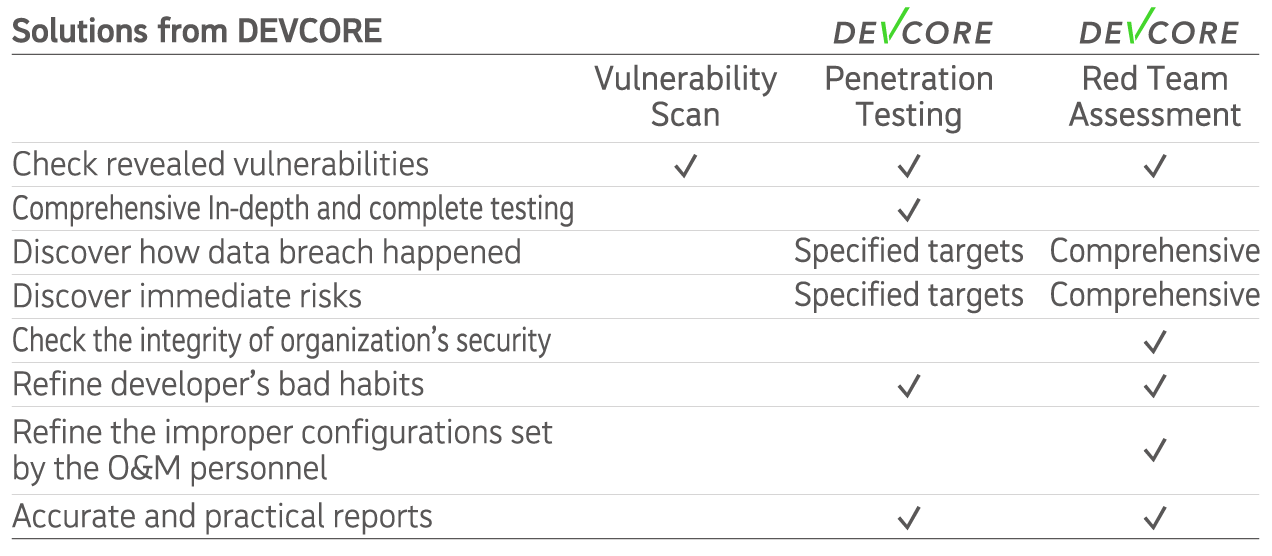 Solutions from DEVCORE DEVCORE DEVCORE
Vulnerability Penetration Red Team
Scan Testing Assessment
Check revealed vulnerabilities ✓ ✓ ✓
Comprehensive In-depth and complete testing ✓
Discover how data breach happened Specified targets Comprehensive
Discover immediate risks Specified targets Comprehensive
Check the integrity of organization’s security ✓
Refine developer’s bad habits ✓ ✓
Refine the improper configurations set
by the O&M personnel ✓
Accurate and practical reports ✓ ✓